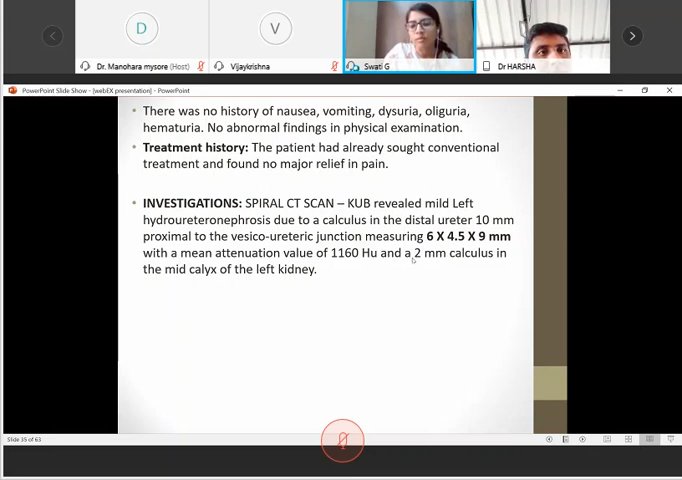 D
V
Dr. Manohara mysore (Host)
Vijaykrishna
Swati G
Dr HARSHA
PowerPoint Slide Show - [webEX presentation] - PowerPoint
• There was no history of nausea, vomiting, dysuria, oliguria,
hematuria. No abnormal findings in physical examination.
• Treatment history: The patient had already sought conventional
treatment and found no major relief in pain.
• INVESTIGATIONS: SPIRAL CT SCAN – KUB revealed mild Left
hydroureteronephrosis due to a calculus in the distal ureter 10 mm
proximal to the vesico-ureteric junction measuring 6 X 4.5 X 9 mm
with a mean attenuation value of 1160 Hu and a 2 mm calculus in
the mid calyx of the left kidney.
Slide 35 of 63